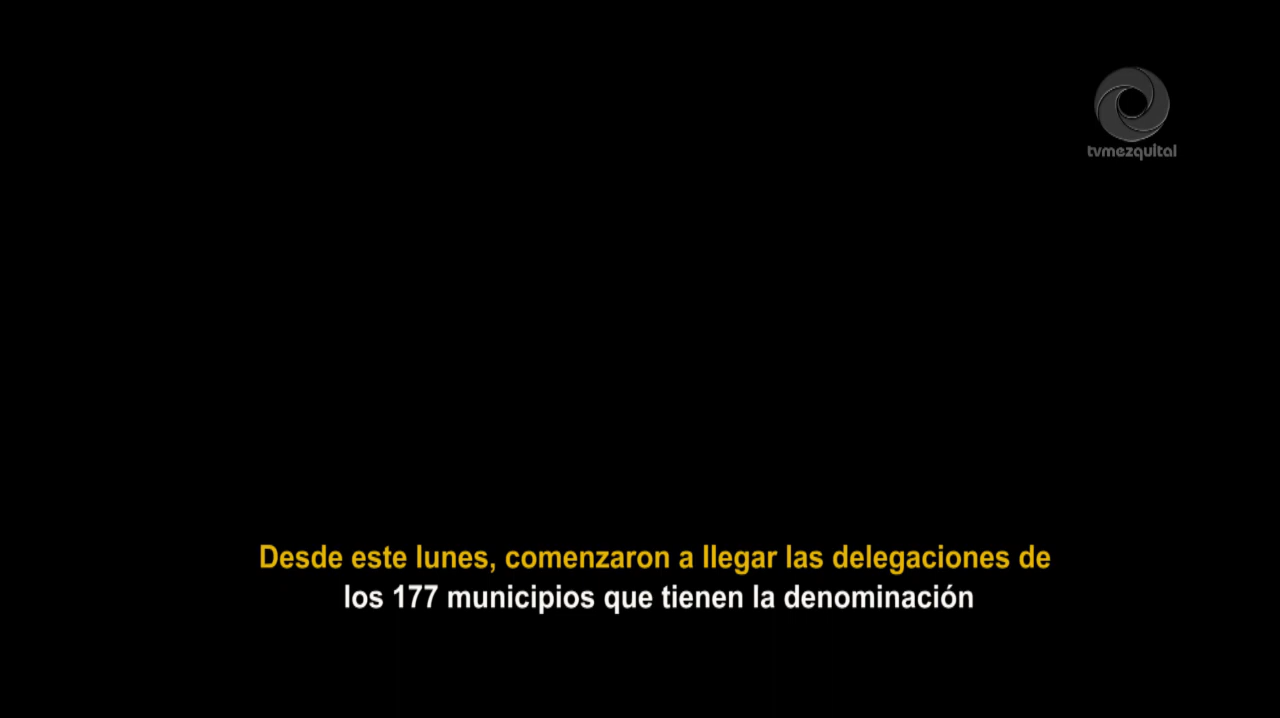 tvmezquital
Desde este lunes, comenzaron a llegar las delegaciones de
los 177 municipios que tienen la denominación